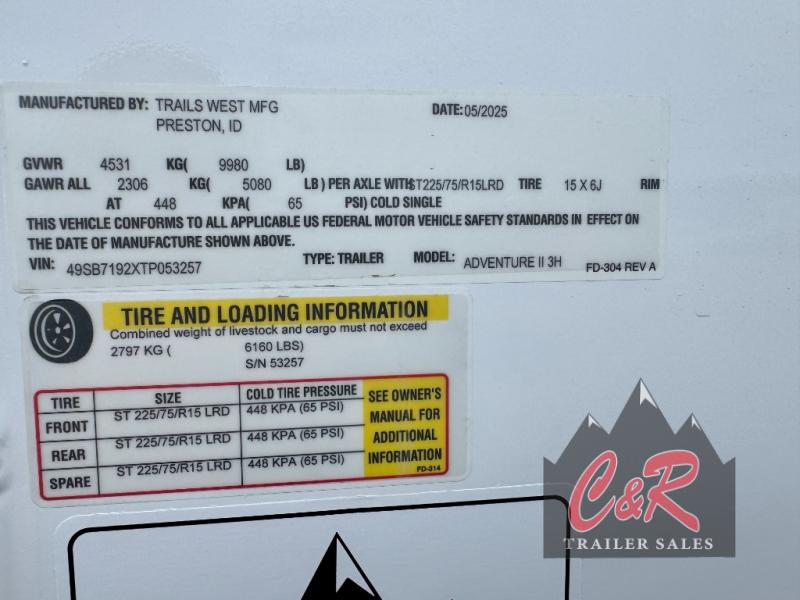 MANUFACTURED BY: TRAILS WEST MFG DATE: 05/2025
PRESTON, ID
GVWR 4531 KG( 9980 LB)
GAWR ALL 2306 KG( 5080 LB ) PER AXLE WITH ST225/75/R15LRD TIRE 15 X 6J RIM
AT 448 KPA( 65 PSI) COLD SINGLE
THIS VEHICLE CONFORMS TO ALL APPLICABLE US FEDERAL MOTOR VEHICLE SAFETY STANDARDS IN EFFECT ON
THE DATE OF MANUFACTURE SHOWN ABOVE.
VIN: 49SB7192XTP053257 TYPE: TRAILER MODEL: ADVENTURE II 3H FD-304 REV A
TIRE AND LOADING INFORMATION
Combined weight of livestock and cargo must not exceed
2797 KG ( 6160 LBS)
S/N 53257
TIRE SIZE COLD TIRE PRESSURE
FRONT ST 225/75/R15 LRD 448 KPA (65 PSI)
REAR ST 225/75/R15 LRD 448 KPA (65 PSI)
SPARE ST 225/75/R15 LRD 448 KPA (65 PSI)
SEE OWNER'S
MANUAL FOR
ADDITIONAL
INFORMATION
FD-314
C&R
TRAILER SALES